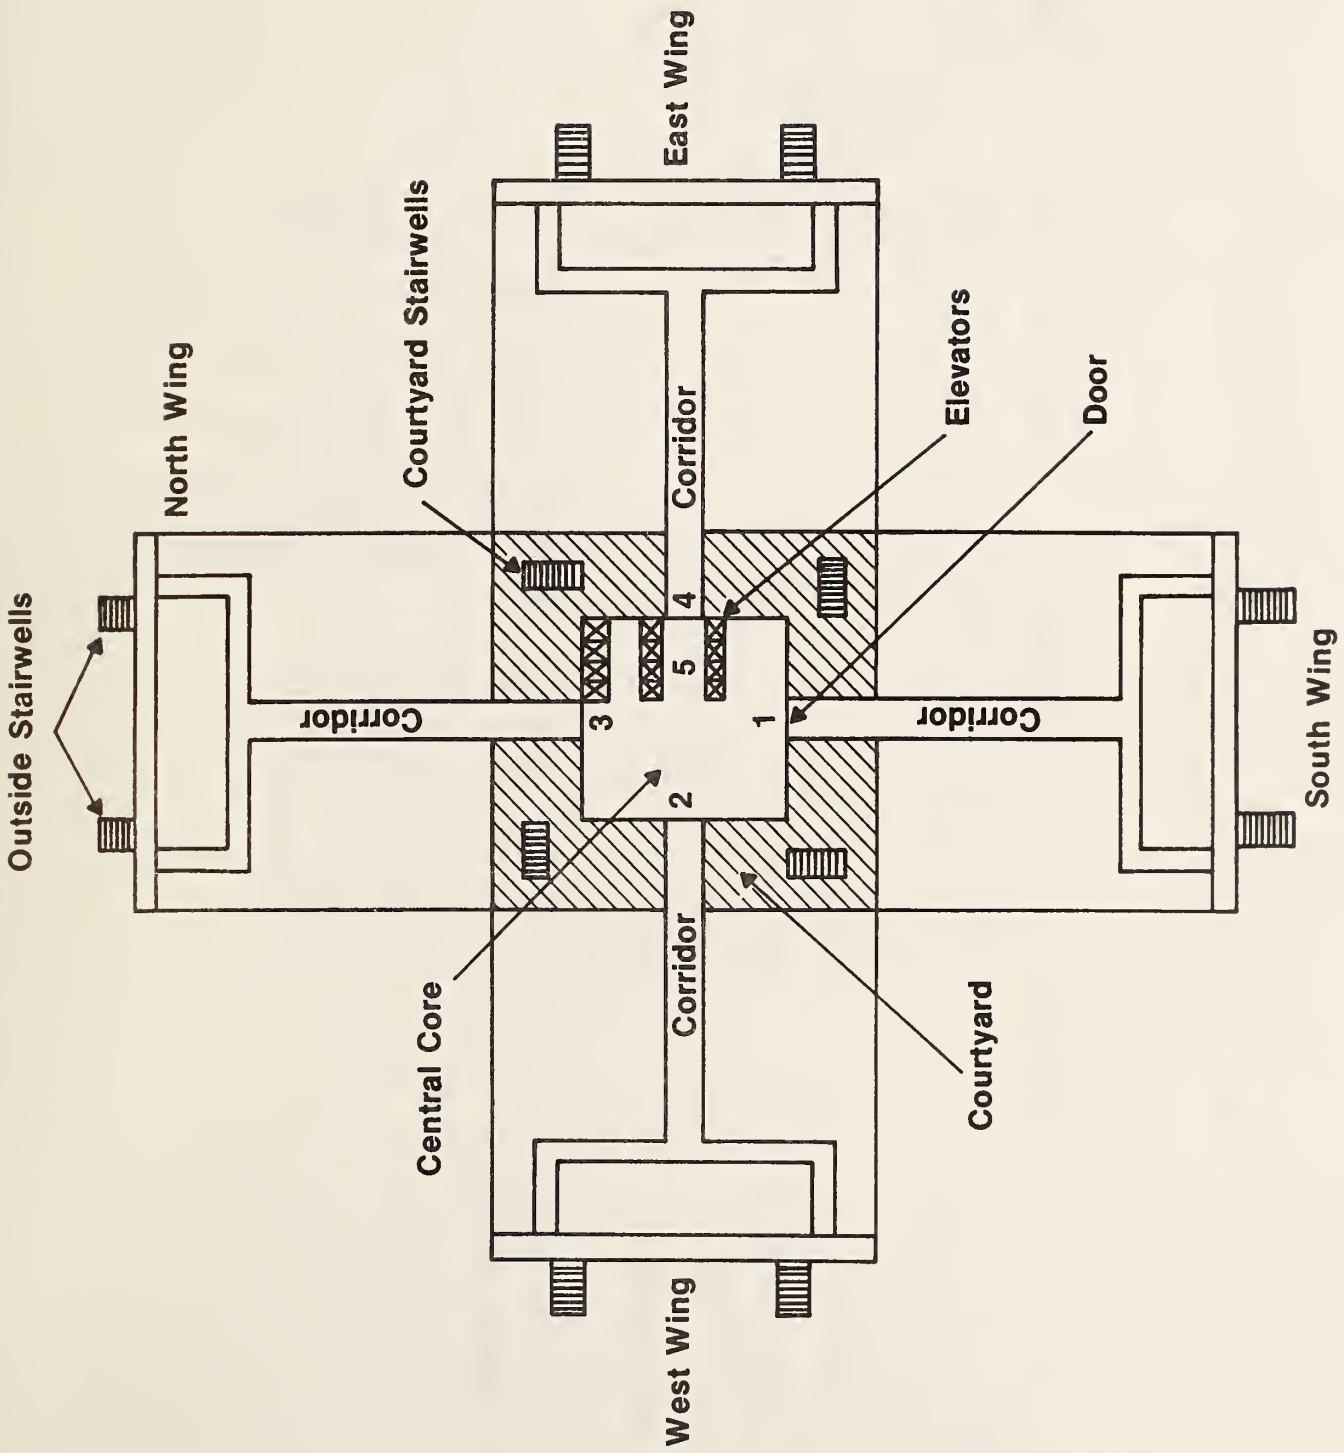 Outside Stairwells
North Wing
Courtyard Stairwells
East Wing
Corridor
3
Corridor
4
5
2
1
Central Core
Corridor
Elevators
Door
Corridor
Courtyard
West Wing
South Wing